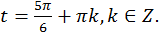 t = 5π/6 + πk, k ∈ Z.